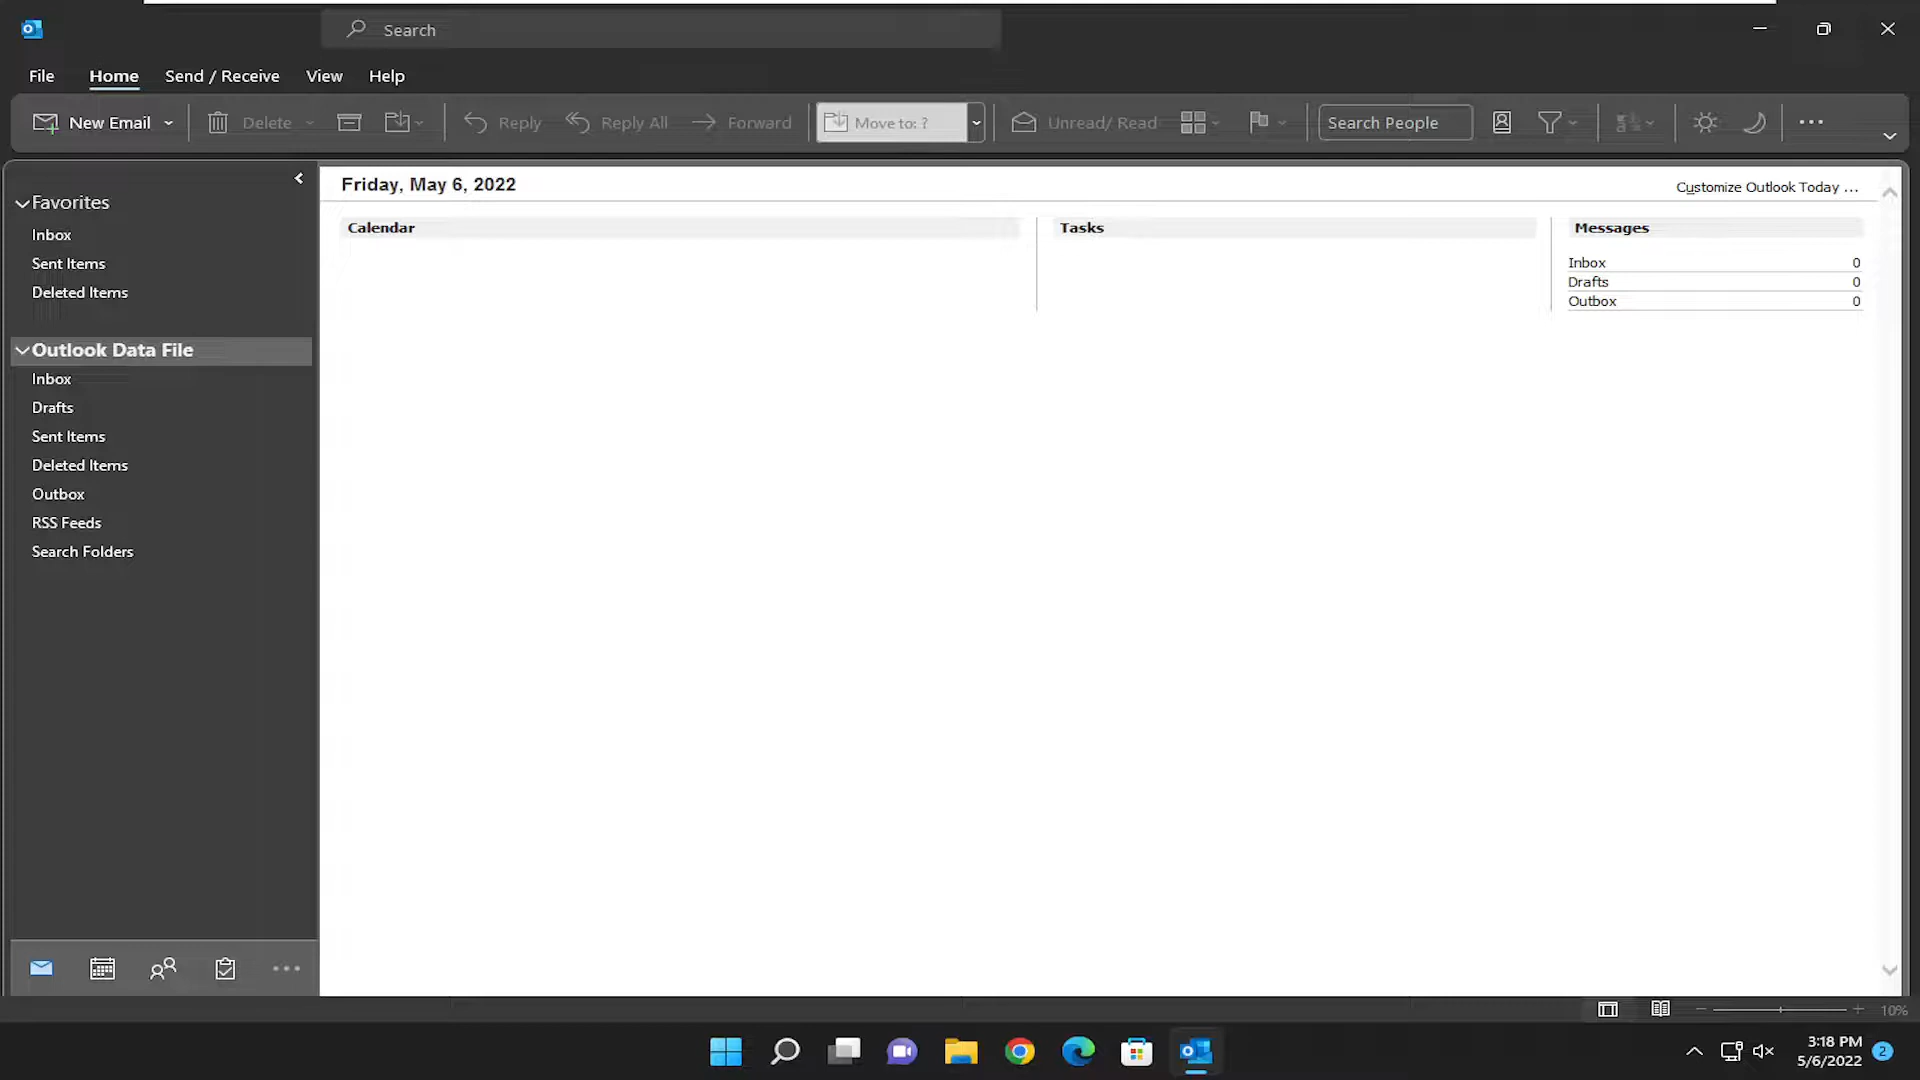 Search
File Home Send / Receive View Help
New Email Delete Reply Reply All Forward Move to: ? Unread/ Read Search People
Favorites
Inbox
Sent Items
Deleted Items
Outlook Data File
Inbox
Drafts
Sent Items
Deleted Items
Outbox
RSS Feeds
Search Folders
Friday, May 6, 2022
Customize Outlook Today ...
Calendar
Tasks
Messages
Inbox 0
Drafts 0
Outbox 0
10%
3:18 PM
5/6/2022
2